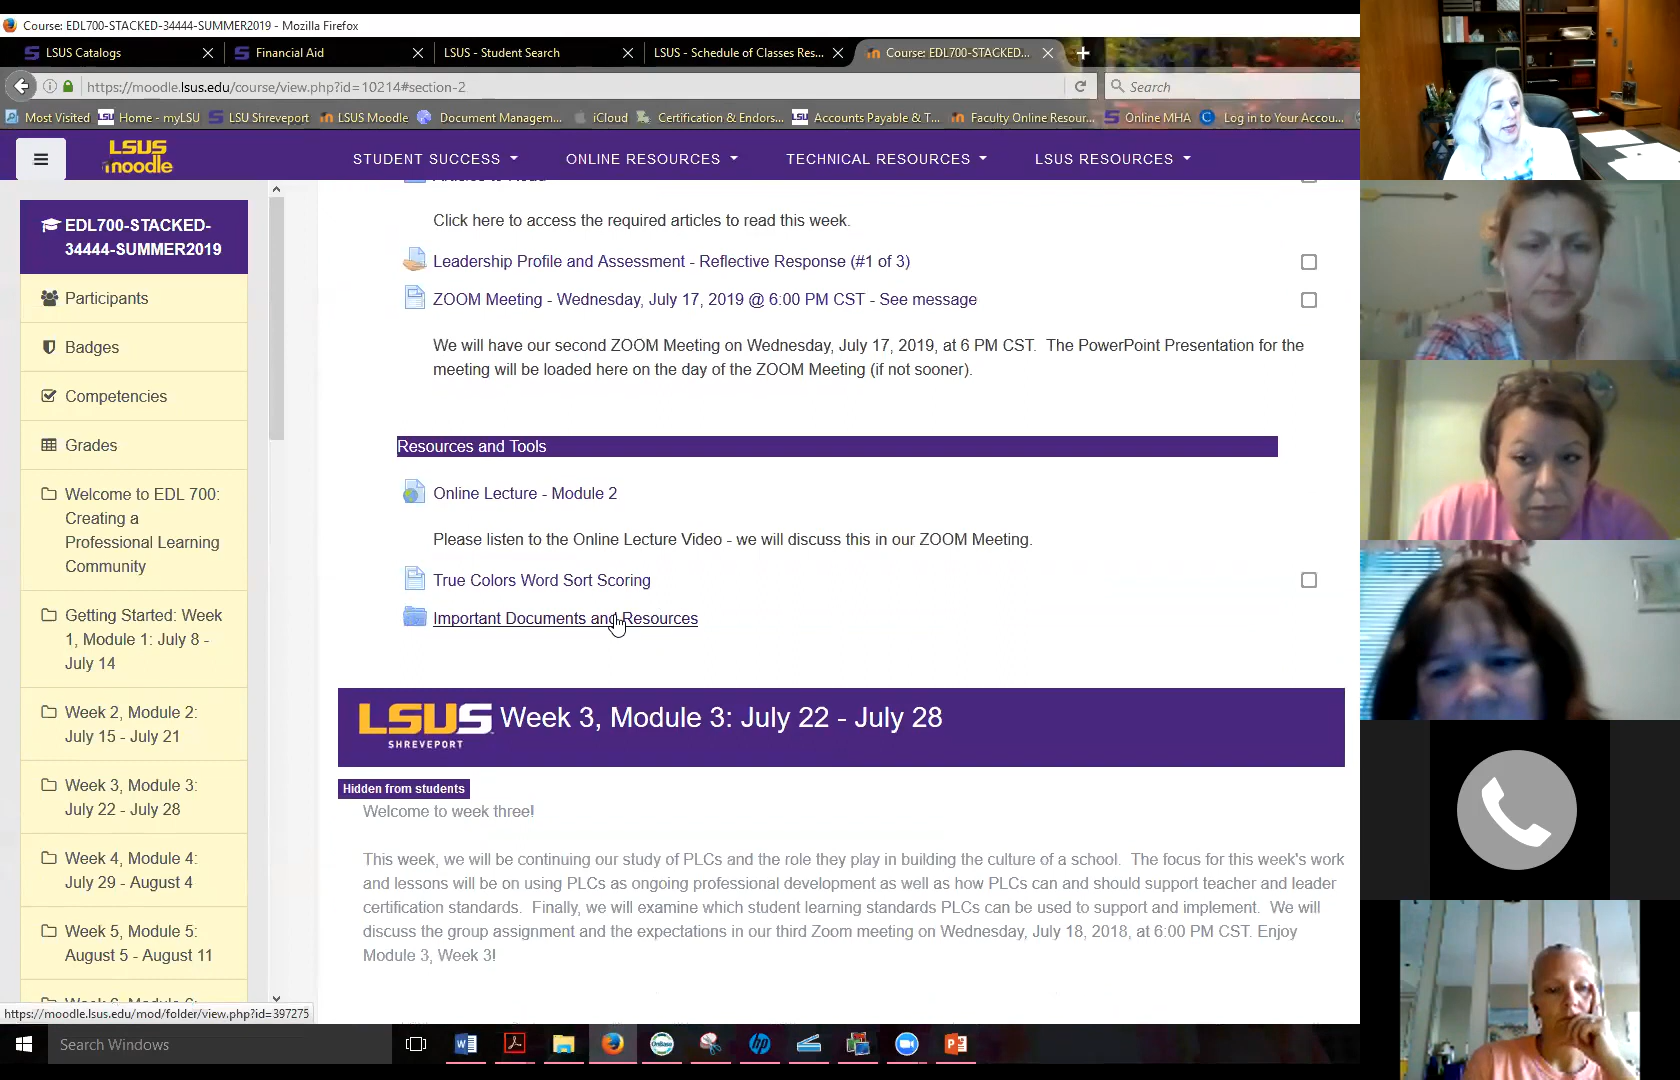 Course: EDL700-STACKED-34444-SUMMER2019 - Mozilla Firefox
LSUS Catalogs
Financial Aid
LSUS - Student Search
LSUS - Schedule of Classes Res...
Course: EDL700-STACKED...
https://moodle.lsus.edu/course/view.php?id=10214#section-2
Search
Most Visited
Home - myLSU
LSU Shreveport
LSUS Moodle
Document Managem...
iCloud
Certification & Endors...
Accounts Payable & T...
Faculty Online Resour...
Online MHA
Log in to Your Accou...
LSUS
moodle
STUDENT SUCCESS
ONLINE RESOURCES
TECHNICAL RESOURCES
LSUS RESOURCES
EDL700-STACKED-
34444-SUMMER2019
Participants
Badges
Competencies
Grades
Welcome to EDL 700:
Creating a
Professional Learning
Community
Getting Started: Week
1, Module 1: July 8 -
July 14
Week 2, Module 2:
July 15 - July 21
Week 3, Module 3:
July 22 - July 28
Week 4, Module 4:
July 29 - August 4
Week 5, Module 5:
August 5 - August 11
Click here to access the required articles to read this week.
Leadership Profile and Assessment - Reflective Response (#1 of 3)
ZOOM Meeting - Wednesday, July 17, 2019 @ 6:00 PM CST - See message
We will have our second ZOOM Meeting on Wednesday, July 17, 2019, at 6 PM CST. The PowerPoint Presentation for the
meeting will be loaded here on the day of the ZOOM Meeting (if not sooner).
Resources and Tools
Online Lecture - Module 2
Please listen to the Online Lecture Video - we will discuss this in our ZOOM Meeting.
True Colors Word Sort Scoring
Important Documents and Resources
LSUS
SHREVEPORT
Week 3, Module 3: July 22 - July 28
Hidden from students
Welcome to week three!
This week, we will be continuing our study of PLCs and the role they play in building the culture of a school. The focus for this week's work
and lessons will be on using PLCs as ongoing professional development as well as how PLCs can and should support teacher and leader
certification standards. Finally, we will examine which student learning standards PLCs can be used to support and implement. We will
discuss the group assignment and the expectations in our third Zoom meeting on Wednesday, July 18, 2018, at 6:00 PM CST. Enjoy
Module 3, Week 3!
https://moodle.lsus.edu/mod/folder/view.php?id=397275
Search Windows